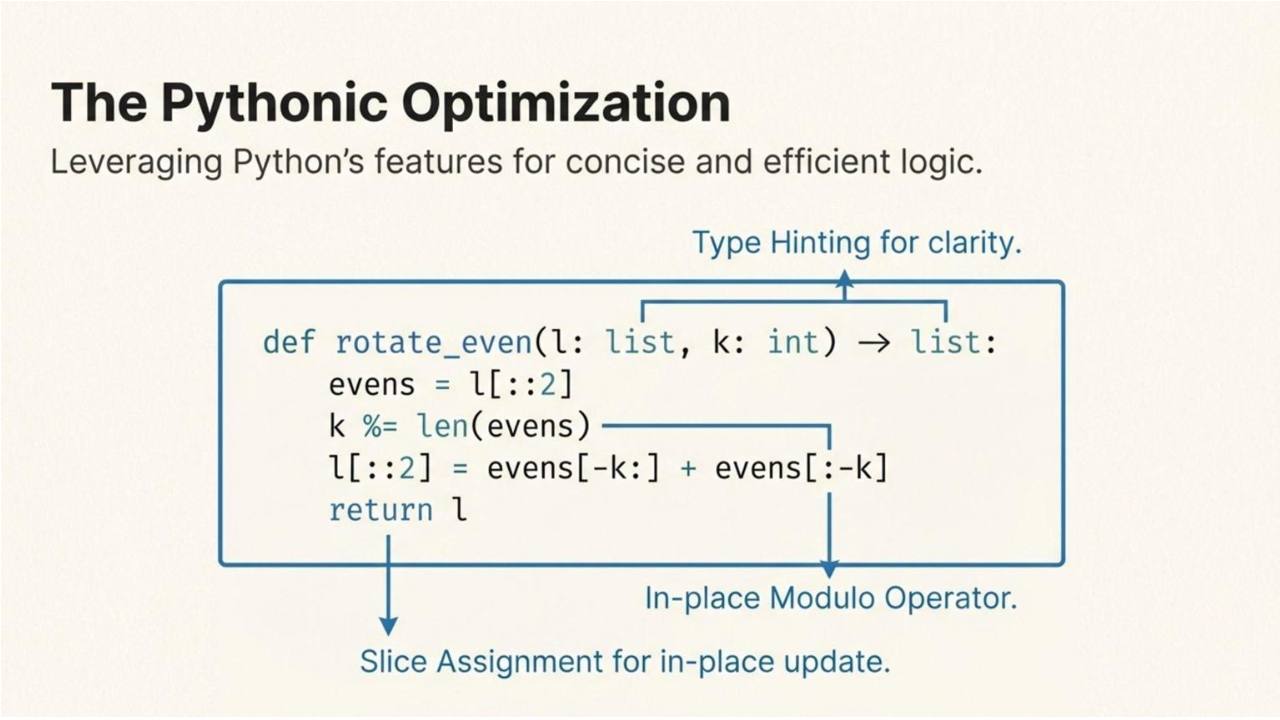 The Pythonic Optimization
Leveraging Python’s features for concise and efficient logic.
Type Hinting for clarity.
def rotate_even(l: list, k: int) → list:
    evens = l[::2]
    k %= len(evens)
    l[::2] = evens[-k:] + evens[:-k]
    return l
In-place Modulo Operator.
Slice Assignment for in-place update.